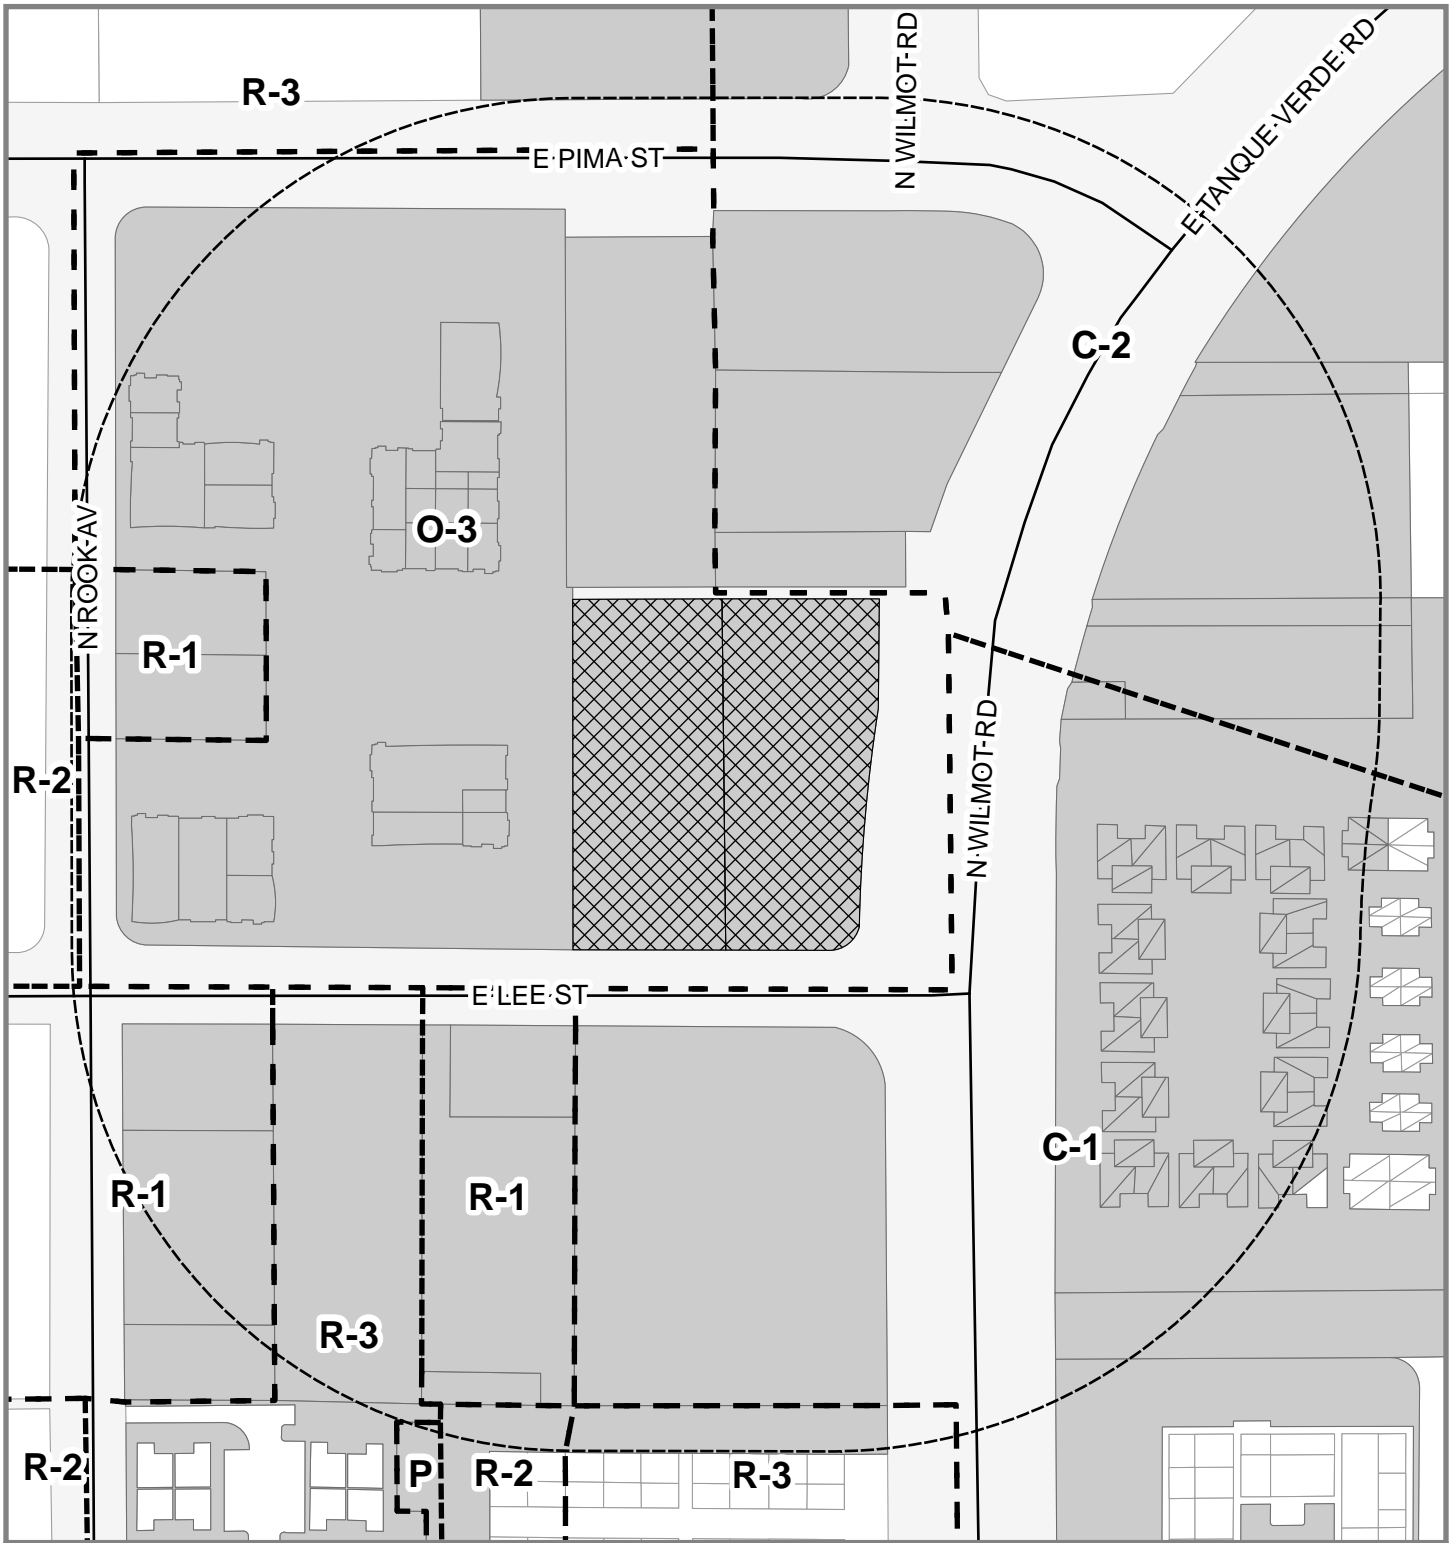 R-3
N WILMOT RD
E TANQUE VERDE RD
E PIMA ST
C-2
O-3
N ROOK AV
R-1
R-2
N WILMOT RD
E LEE ST
C-1
R-1
R-1
R-3
R-2
P
R-2
R-3